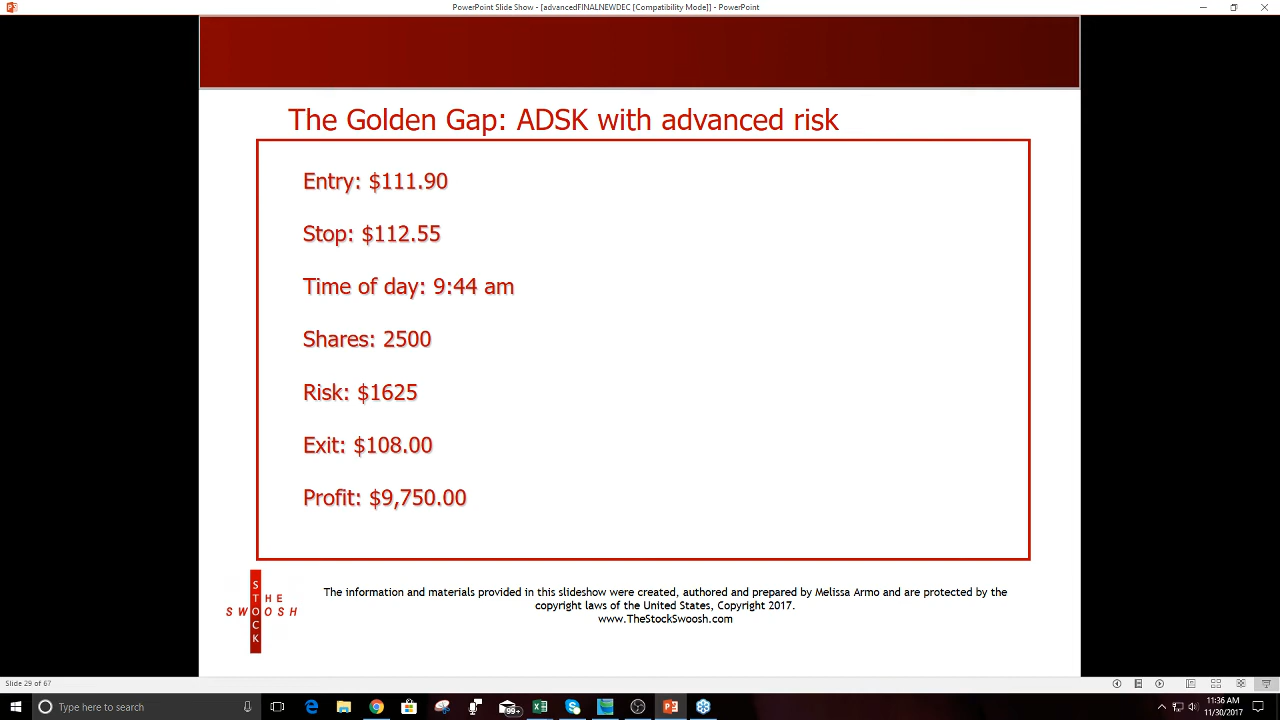 PowerPoint Slide Show - [advancedFINALNEWDEC [Compatibility Mode]] - PowerPoint
The Golden Gap: ADSK with advanced risk
Entry: $111.90
Stop: $112.55
Time of day: 9:44 am
Shares: 2500
Risk: $1625
Exit: $108.00
Profit: $9,750.00
THE
STOCK
SWOOSH
The information and materials provided in this slideshow were created, authored and prepared by Melissa Armo and are protected by the
copyright laws of the United States, Copyright 2017.
www.TheStockSwoosh.com
Slide 29 of 67
Type here to search
99+
11:36 AM
11/30/2017